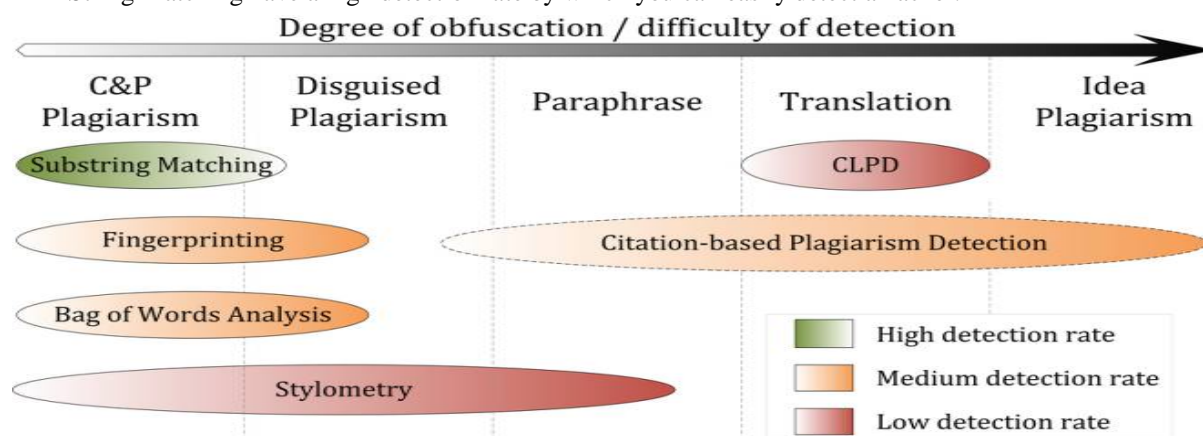 Degree of obfuscation / difficulty of detection
C&P Plagiarism
Disguised Plagiarism
Paraphrase
Translation
Idea Plagiarism
Substring Matching
CLPD
Fingerprinting
Citation-based Plagiarism Detection
Bag of Words Analysis
Stylometry
High detection rate
Medium detection rate
Low detection rate